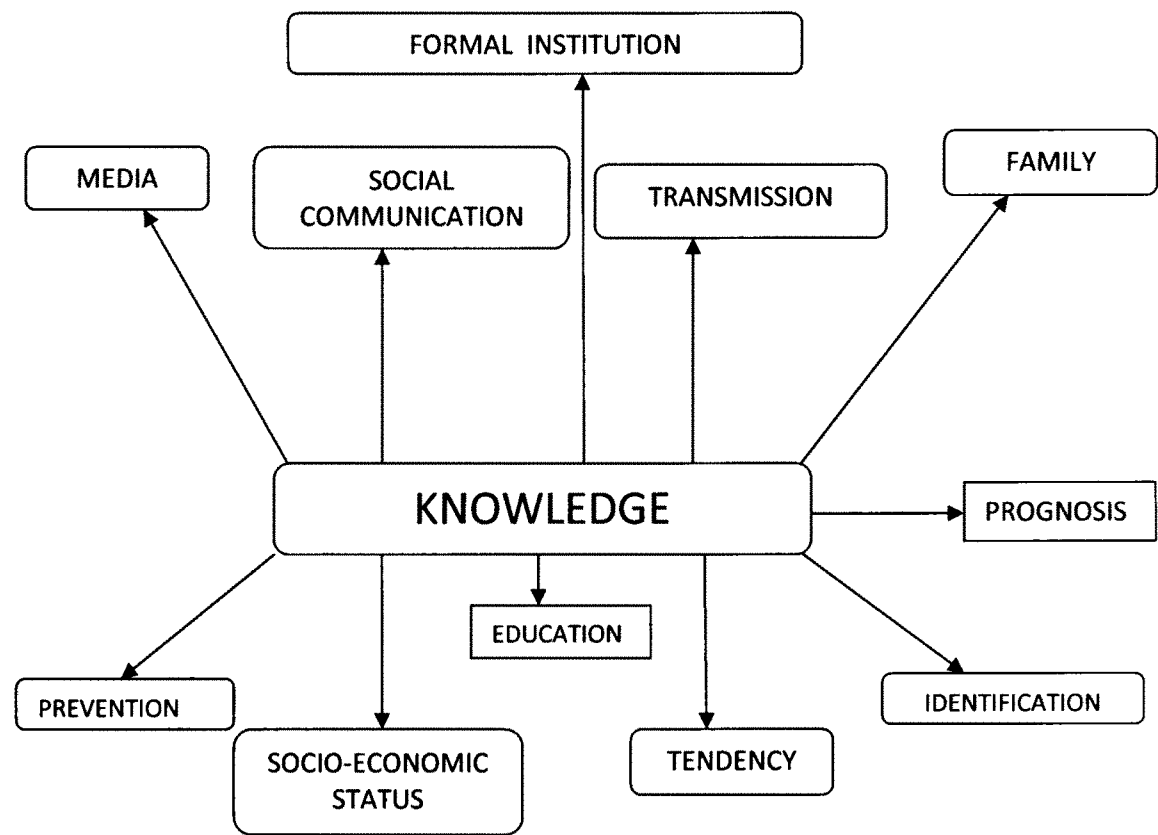 FORMAL INSTITUTION
MEDIA
SOCIAL
COMMUNICATION
TRANSMISSION
FAMILY
KNOWLEDGE
PROGNOSIS
EDUCATION
PREVENTION
SOCIO-ECONOMIC
STATUS
TENDENCY
IDENTIFICATION